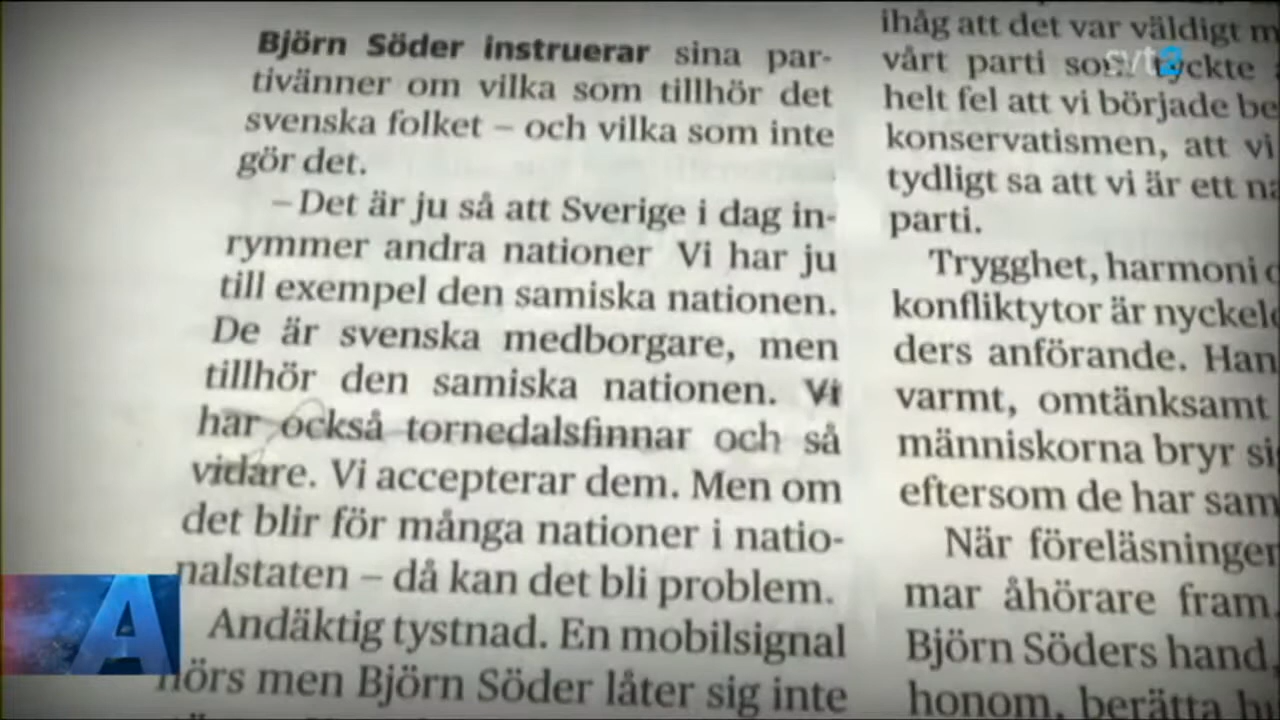 Björn Söder instruerar sina par-
tivänner om vilka som tillhör det
svenska folket – och vilka som inte
gör det.
–Det är ju så att Sverige i dag in-
rymmer andra nationer Vi har ju
till exempel den samiska nationen.
De är svenska medborgare, men
tillhör den samiska nationen. Vi
har också tornedalsfinnar och så
vidare. Vi accepterar dem. Men om
det blir för många nationer i natio-
nalstaten – då kan det bli problem.
Andäktig tystnad. En mobilsignal
hörs men Björn Söder låter sig inte
ihåg att det var väldigt m
vårt parti som tyckte
helt fel att vi började be
konservatismen, att vi
tydligt sa att vi är ett na
parti.
Trygghet, harmoni o
konfliktytor är nyckelo
ders anförande. Han
varmt, omtänksamt
människorna bryr si
eftersom de har sam
När föreläsningen
mar åhörare fram.
Björn Söders hand,
honom, berätta hu
svt2
A